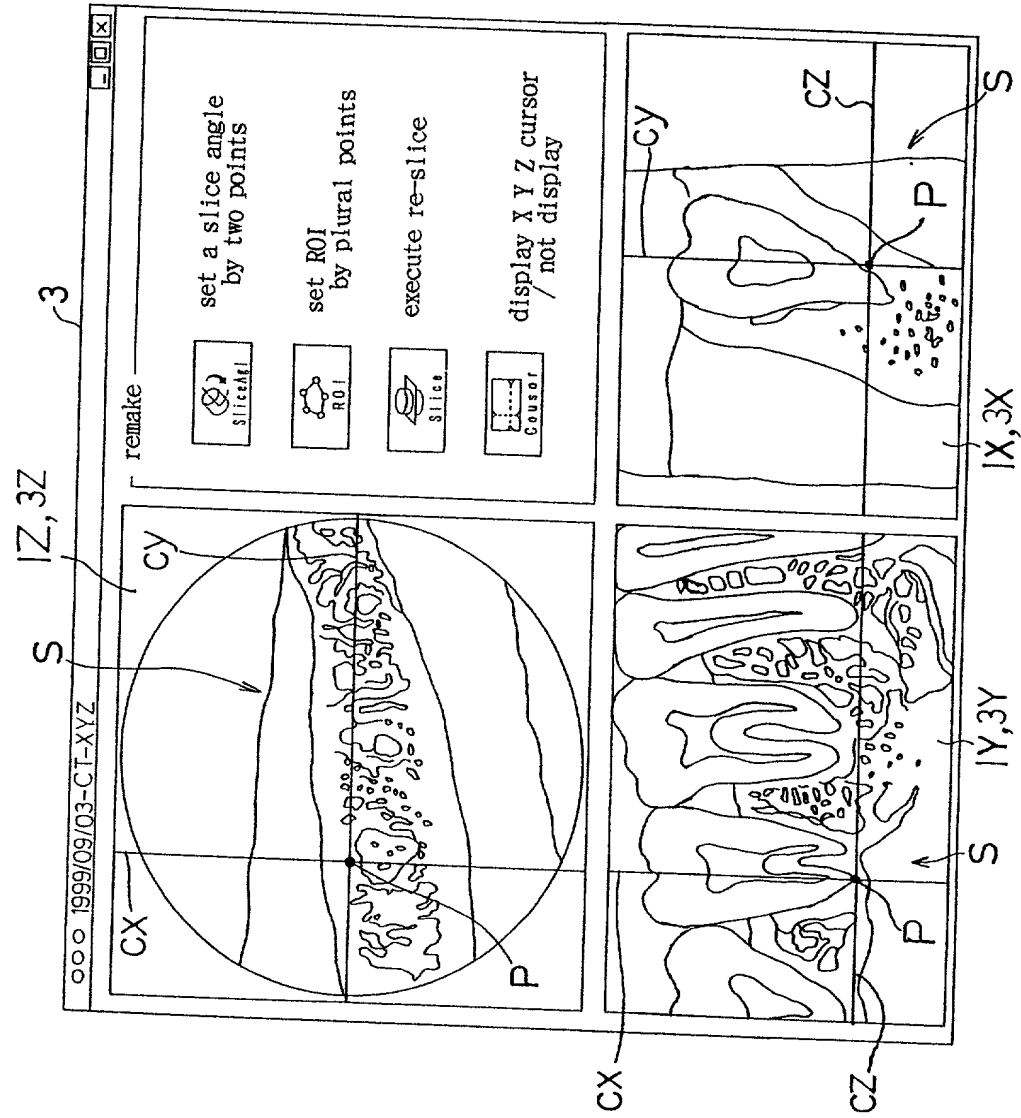 3
1Z,3Z
S
○○○ 1999/09/03-CT-XYZ
CX
Cy
P
remake
SliceAgl
set a slice angle
by two points
ROI
set ROI
by plural points
Slice
execute re-slice
Cousor
display X Y Z cursor
/ not display
CX
CZ
P
S
1Y,3Y
Cy
CZ
P
S
1X,3X